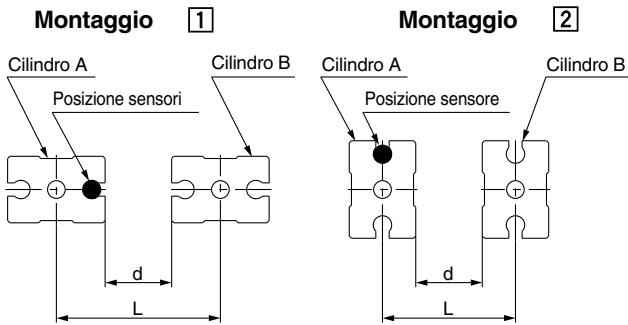 Montaggio 1
Cilindro A
Cilindro B
Posizione sensori
d
L
Montaggio 2
Cilindro A
Cilindro B
Posizione sensore
d
L